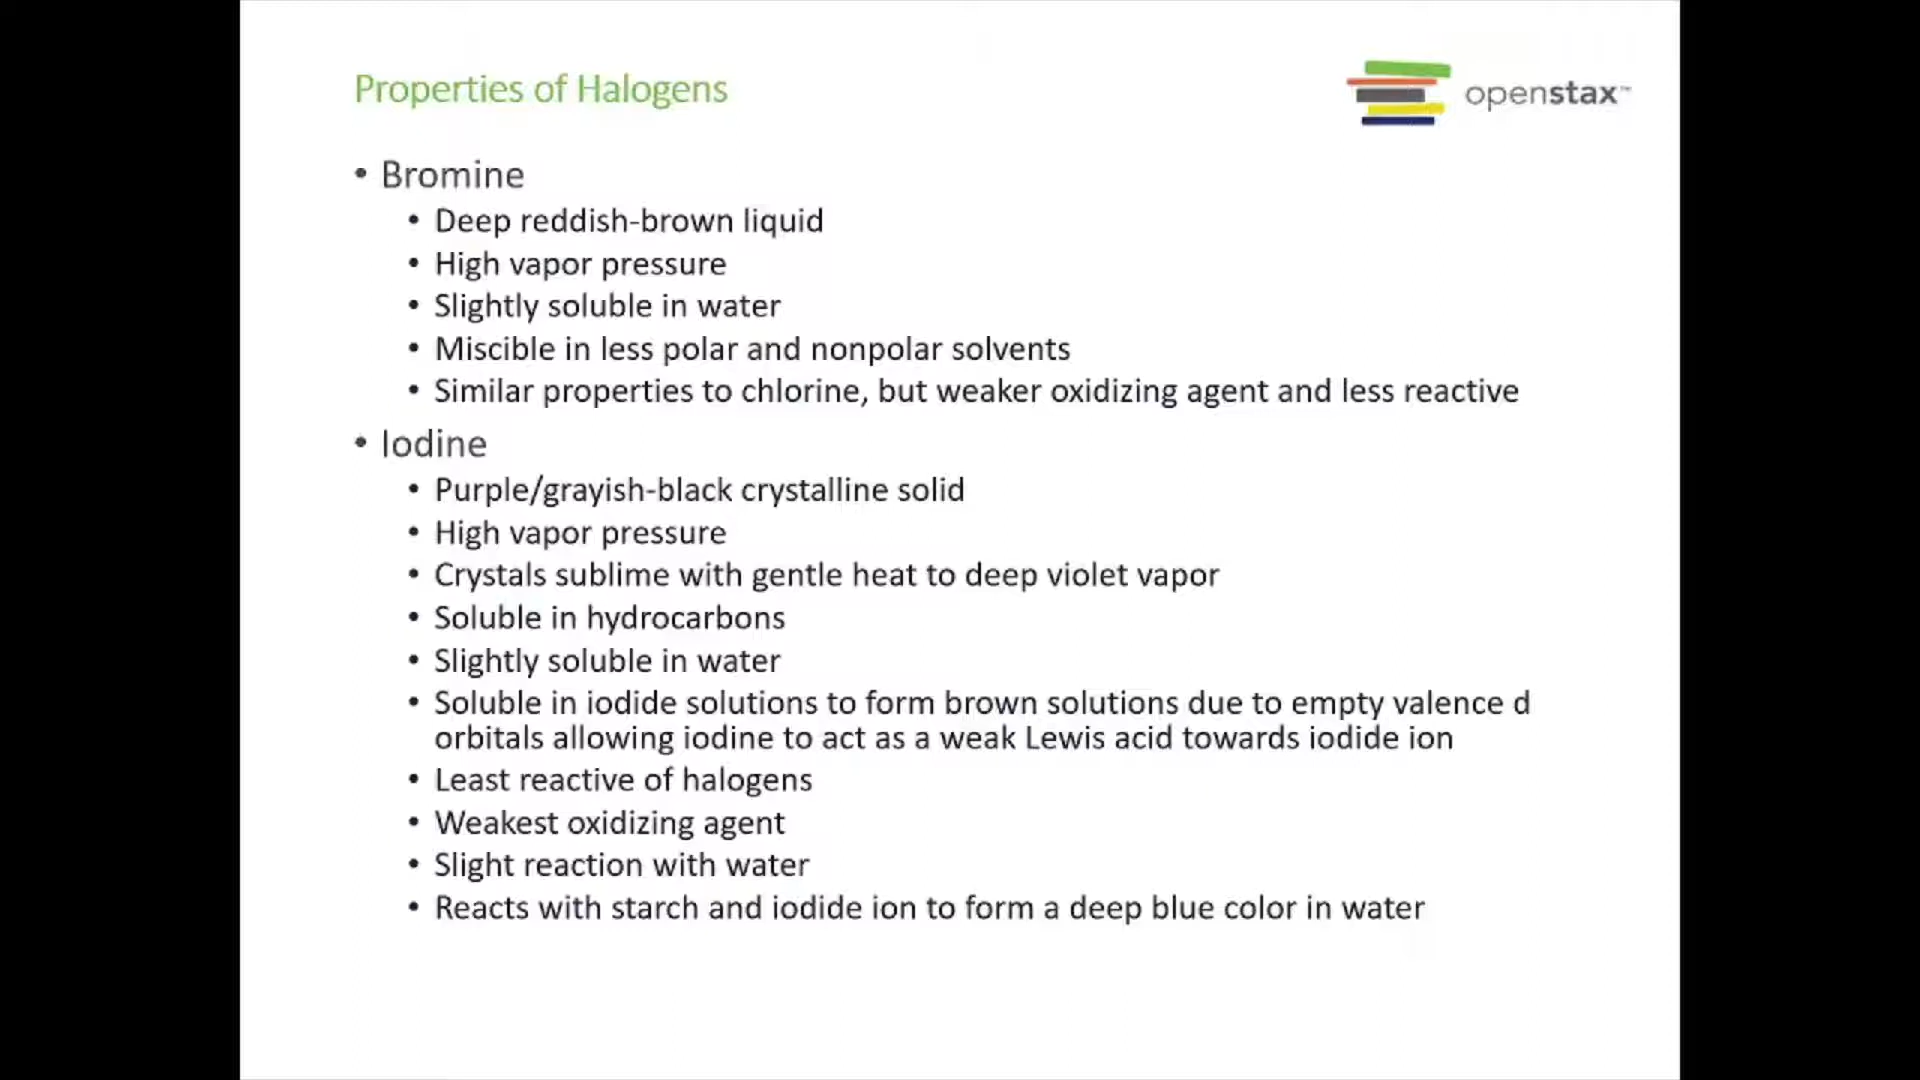 Properties of Halogens
openstax™
• Bromine
• Deep reddish-brown liquid
• High vapor pressure
• Slightly soluble in water
• Miscible in less polar and nonpolar solvents
• Similar properties to chlorine, but weaker oxidizing agent and less reactive
• Iodine
• Purple/grayish-black crystalline solid
• High vapor pressure
• Crystals sublime with gentle heat to deep violet vapor
• Soluble in hydrocarbons
• Slightly soluble in water
• Soluble in iodide solutions to form brown solutions due to empty valence d
orbitals allowing iodine to act as a weak Lewis acid towards iodide ion
• Least reactive of halogens
• Weakest oxidizing agent
• Slight reaction with water
• Reacts with starch and iodide ion to form a deep blue color in water